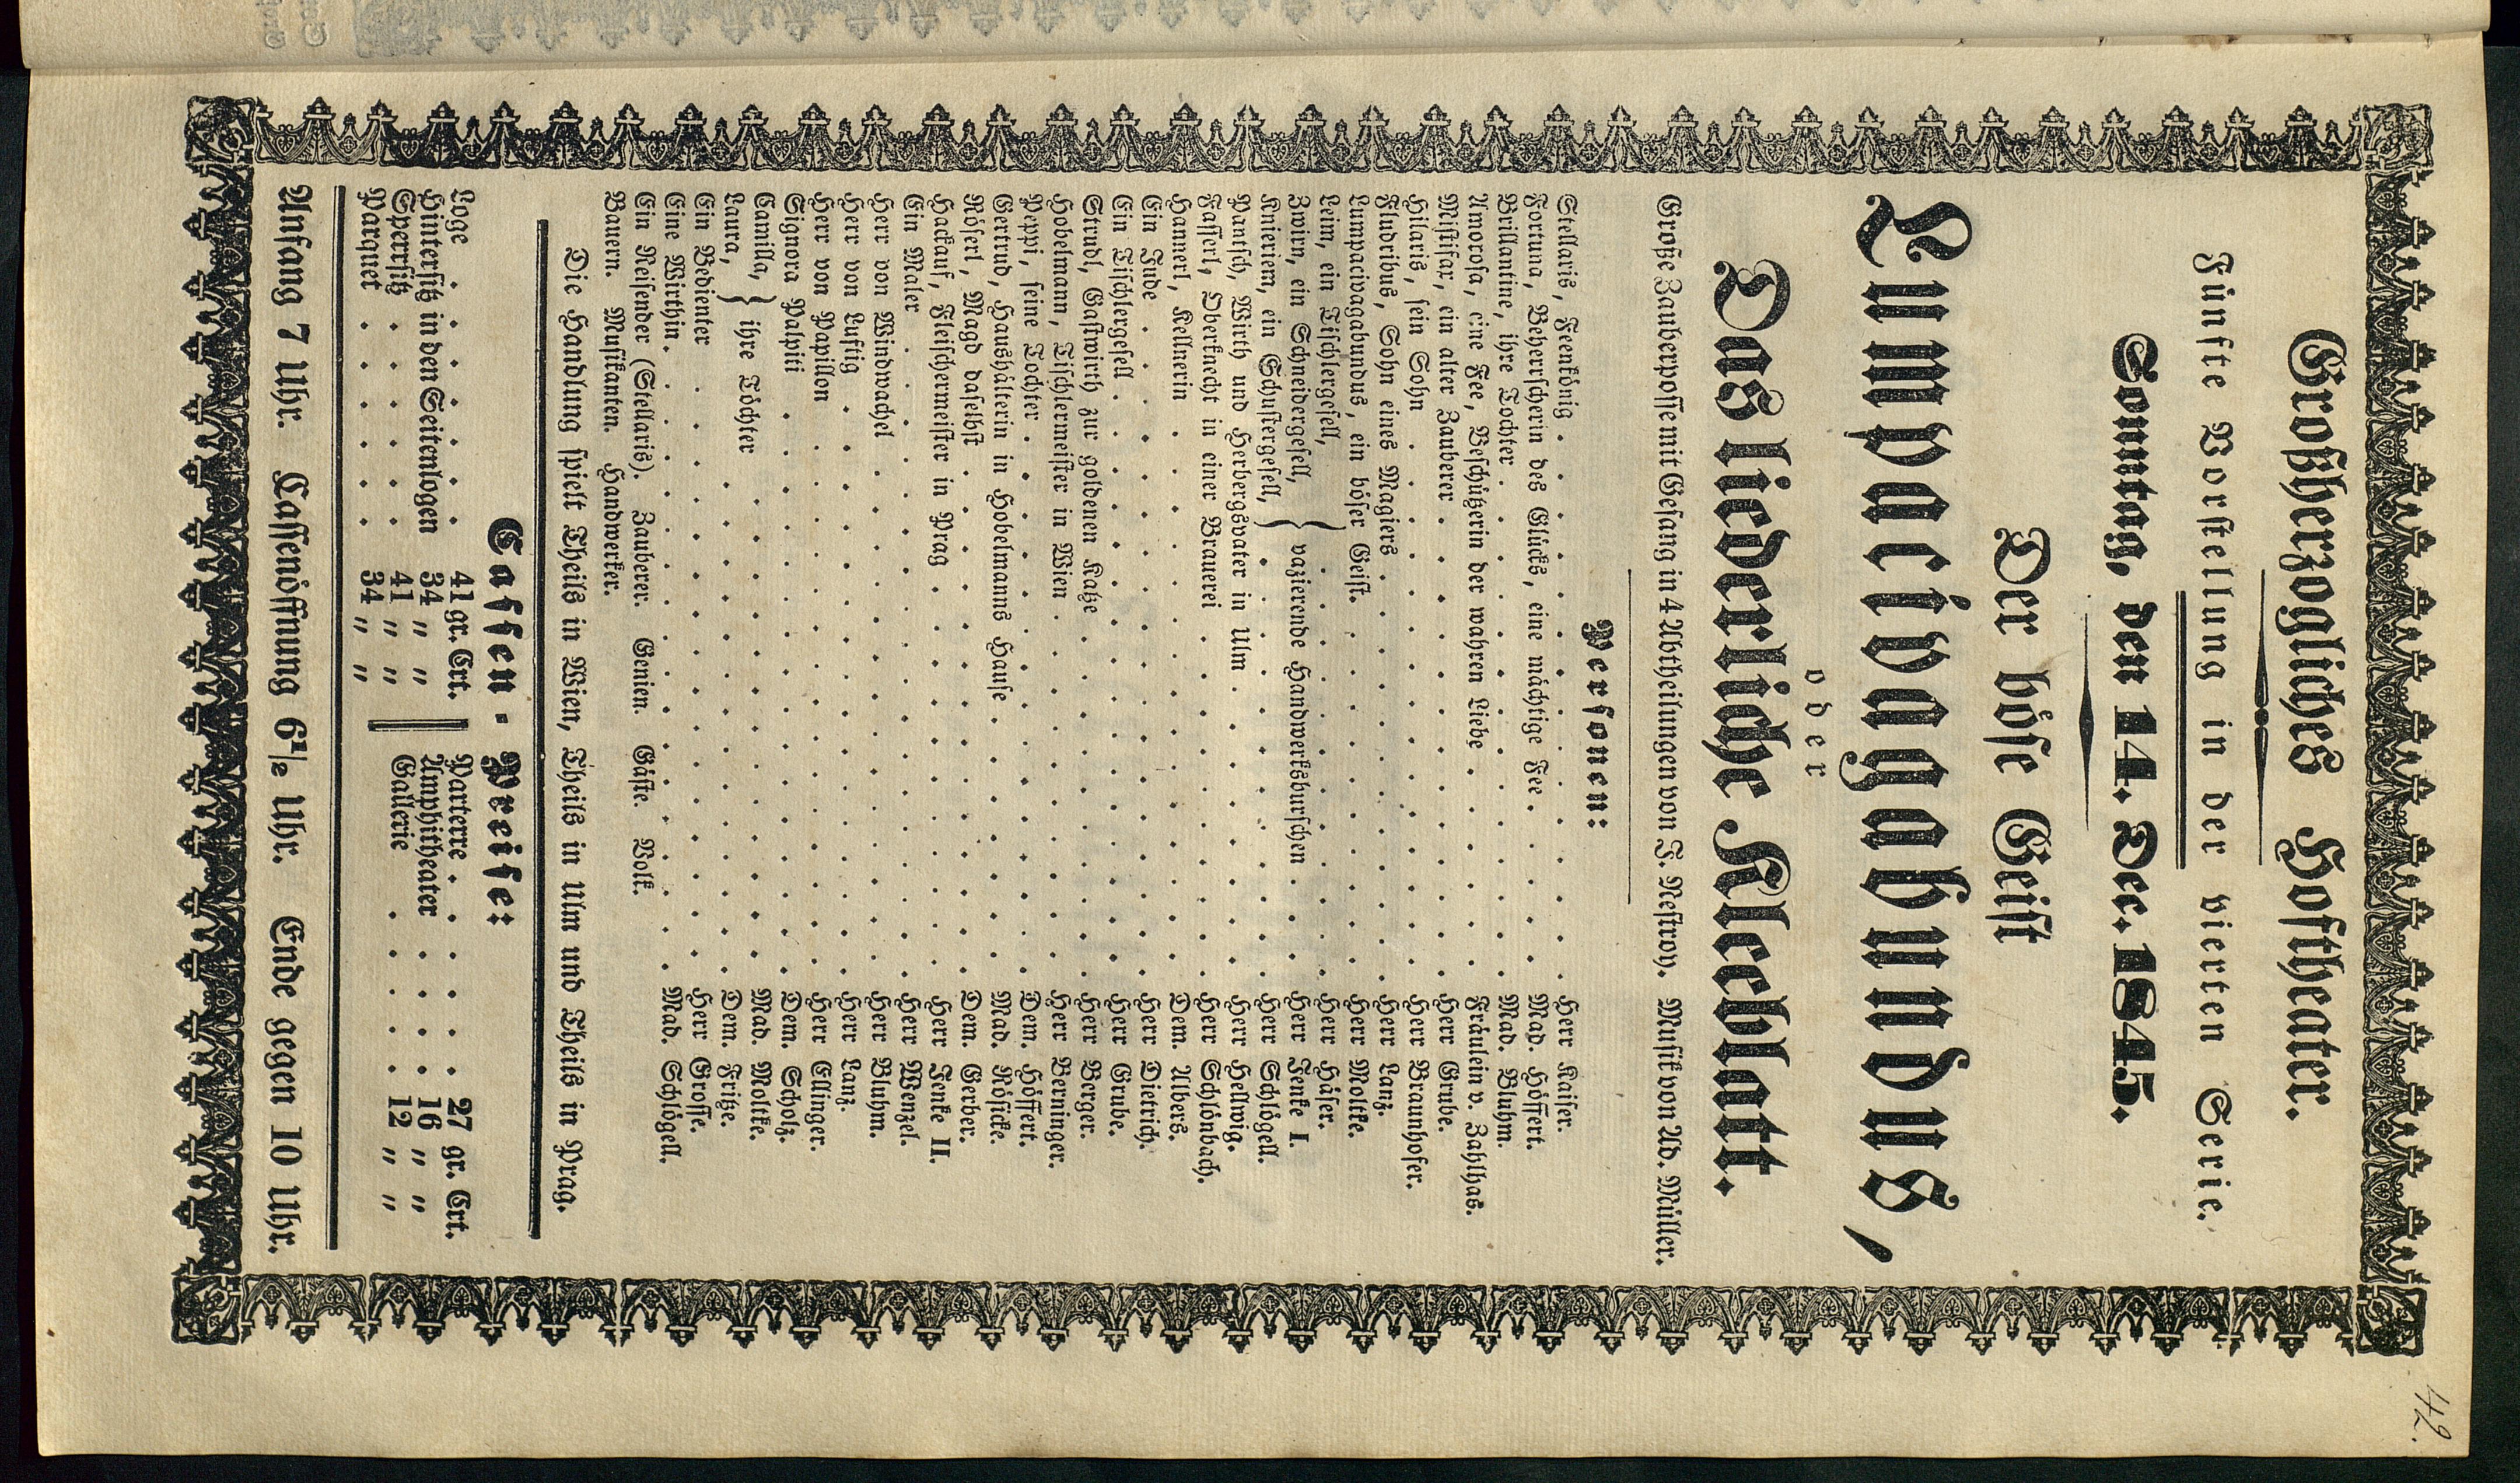 42.
Großherzogliches Hoftheater.
Fünfte Vorstellung in der vierten Serie.
Sonntag, den 14. Dec. 1845.
Der böse Geist
Lumpacivagabundus,
oder
Das liederliche Kleeblatt.
Große Zauberposse mit Gesang in 4 Abtheilungen von J. Nestroy. Musik von Ad. Müller.
Personen:
Stellaris, Feenkönig . . . . . Herr Kaiser.
Fortuna, Beherrscherin des Glücks, eine mächtige Fee . . . . . Mad. Höffert.
Brillantine, ihre Tochter . . . . . Mad. Bluhm.
Amorosa, eine Fee, Beschützerin der wahren Liebe . . . . . Fräulein v. Zahlhas.
Mistifax, ein alter Zauberer . . . . . Herr Grube.
Hilaris, sein Sohn . . . . . Herr Braunhofer.
Fludribus, Sohn eines Magiers . . . . . Herr Lanz.
Lumpacivagabundus, ein böser Geist. . . . . . Herr Moltke.
Leim, ein Tischlergesell, . . . . . Herr Häser.
Zwirn, ein Schneidergesell, } vazierende Handwerksburschen . . . . . Herr Jenke I.
Knieriem, ein Schustergesell, . . . . . Herr Schlögell.
Pantsch, Wirth und Herbergsvater in Ulm . . . . . Herr Hellwig.
Fasserl, Oberknecht in einer Brauerei . . . . . Herr Schlönbach.
Hannerl, Kellnerin . . . . . Dem. Albers.
Ein Jude . . . . . Herr Dietrich.
Ein Tischlergesell . . . . . Herr Grube.
Strudl, Gastwirth zur goldenen Katze . . . . . Herr Berger.
Hobelmann, Tischlermeister in Wien . . . . . Herr Berninger.
Peppi, seine Tochter . . . . . Dem. Höffert.
Gertrud, Haushälterin in Hobelmanns Hause . . . . . Mad. Rösicke.
Röserl, Magd daselbst . . . . . Dem. Gerber.
Hackauf, Fleischermeister in Prag . . . . . Herr Jenke II.
Ein Maler . . . . . Herr Wenzel.
Herr von Windwachel . . . . . Herr Bluhm.
Herr von Lustig . . . . . Herr Lanz.
Herr von Papillon . . . . . Herr Ellinger.
Signora Palpiti . . . . . Dem. Scholz.
Camilla, } ihre Töchter . . . . . Mad. Moltke.
Laura, . . . . . Dem. Fritze.
Ein Bedienter . . . . . Herr Grosse.
Eine Wirthin . . . . . Mad. Schlögell.
Ein Reisender (Stellaris). Zauberer. Genien. Gäste. Volk.
Bauern. Musikanten. Handwerker.
Die Handlung spielt Theils in Wien, Theils in Ulm und Theils in Prag.
Cassen-Preise:
Loge . . . . . 41 gr. Crt.
Hintersitz in den Seitenlogen 34 " "
Sperrsitz . . . . . 41 " "
Parquet . . . . . 34 " "
Parterre . . . . . 27 gr. Crt.
Amphitheater . . . . . 16 " "
Gallerie . . . . . 12 " "
Anfang 7 Uhr. Cassenöffnung 6 1/2 Uhr. Ende gegen 10 Uhr.